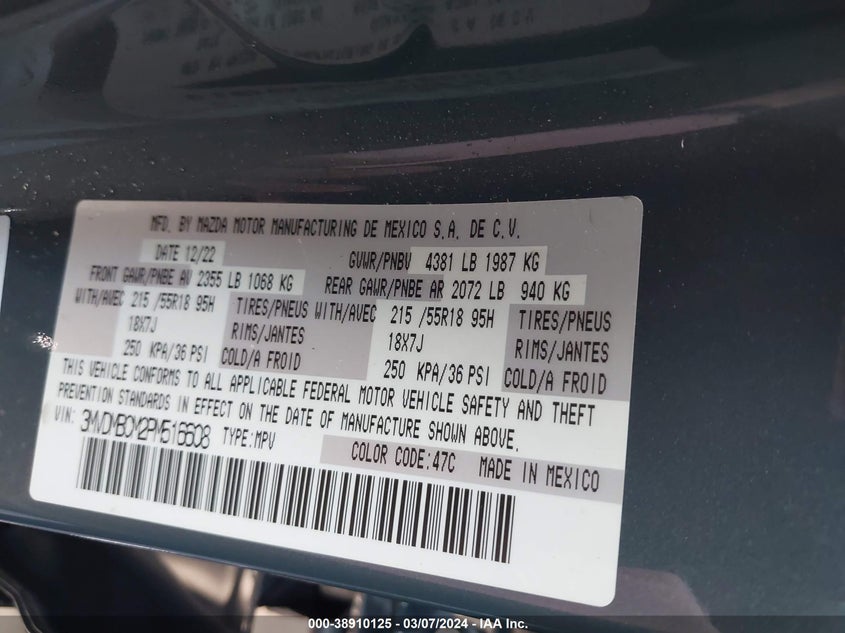 MFD. BY MAZDA MOTOR MANUFACTURING DE MEXICO S.A. DE C.V.
DATE 12/22 GVWR/PNBV 4381 LB 1987 KG
FRONT GAWR/PNBE AV 2355 LB 1068 KG REAR GAWR/PNBE AR 2072 LB 940 KG
WITH/AVEC 215 /55R18 95H TIRES/PNEUS WITH/AVEC 215 /55R18 95H TIRES/PNEUS
18X7J RIMS/JANTES 18X7J RIMS/JANTES
250 KPA/36 PSI COLD/A FROID 250 KPA/36 PSI COLD/A FROID
THIS VEHICLE CONFORMS TO ALL APPLICABLE FEDERAL MOTOR VEHICLE SAFETY AND THEFT
PREVENTION STANDARDS IN EFFECT ON THE DATE OF MANUFACTURE SHOWN ABOVE.
VIN: 3MVDMBCM2PM516608 TYPE:MPV
COLOR CODE:47C MADE IN MEXICO
000-38910125 - 03/07/2024 - IAA Inc.